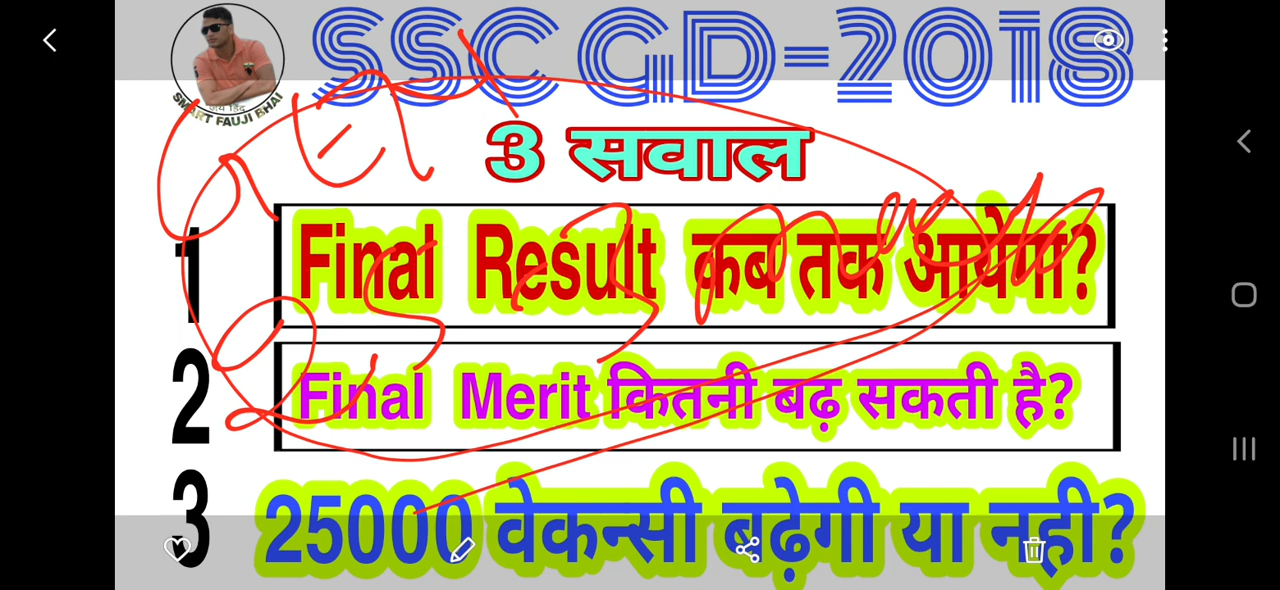 SSC GD-2018
जय हिंद
SMART FAUJI BHAI
3 सवाल
1 Final Result कब तक आयेगा?
2 Final Merit कितनी बढ़ सकती है?
3 25000 वेकन्सी बढ़ेगी या नही?